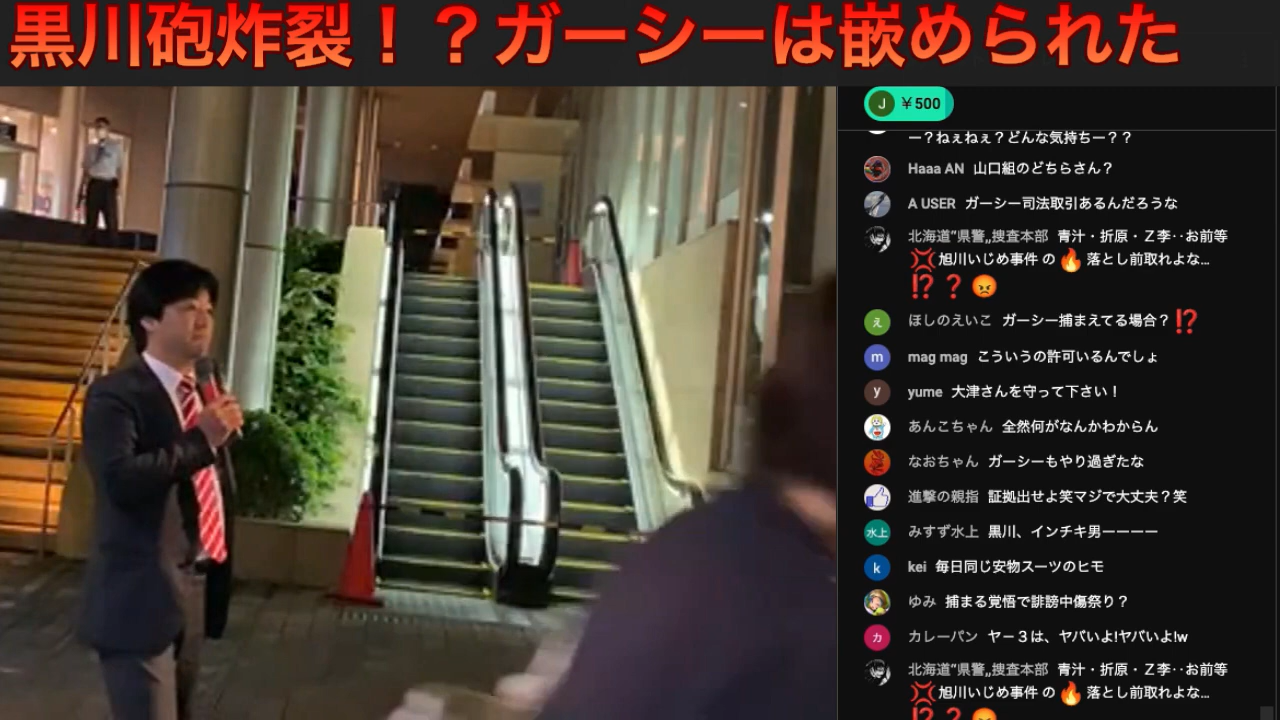 黒川砲炸裂！？ガーシーは嵌められた
J ￥500
ー？ねぇねぇ？どんな気持ちー？？
Haaa AN 山口組のどちらさん？
A USER ガーシー司法取引あるんだろうな
北海道”県警„捜査本部 青汁・折原・Ｚ李‥お前等
💢旭川いじめ事件 の 🔥 落とし前取れよな...
⁉️❓😡
え ほしのえいこ ガーシー捕まえてる場合？⁉️
m mag mag こういうの許可いるんでしょ
y yume 大津さんを守って下さい！
あんこちゃん 全然何がなんかわからん
なおちゃん ガーシーもやり過ぎたな
進撃の親指 証拠出せよ笑マジで大丈夫？笑
水上 みすず水上 黒川、インチキ男ーーーー
k kei 毎日同じ安物スーツのヒモ
ゆみ 捕まる覚悟で誹謗中傷祭り？
カ カレーパン ヤー３は、ヤバいよ!ヤバいよ!w
北海道”県警„捜査本部 青汁・折原・Ｚ李‥お前等
💢旭川いじめ事件 の 🔥 落とし前取れよな...
⁉️❓😡